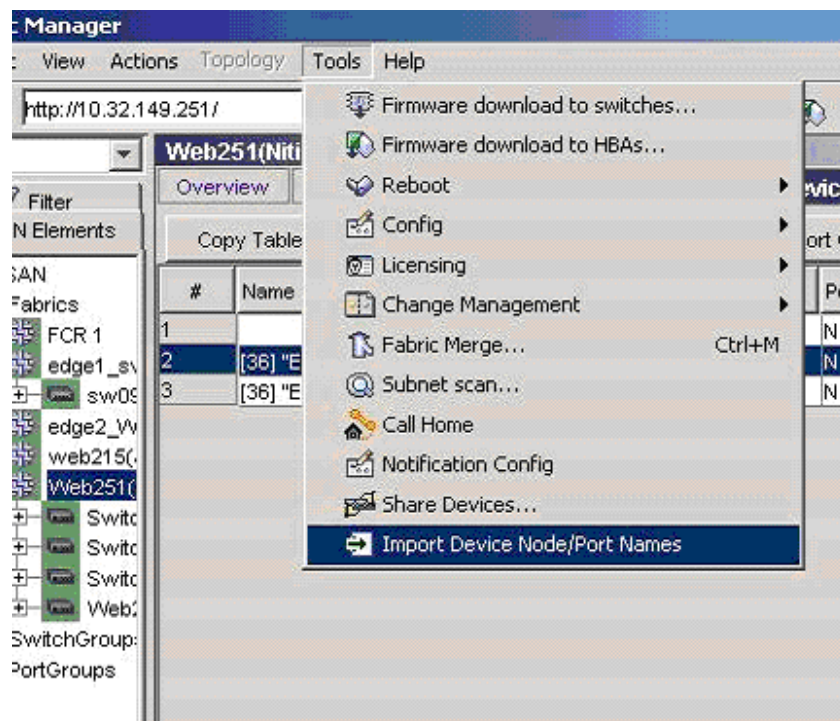 Manager
View Actions Topology Tools Help
http://10.32.149.251/
Firmware download to switches...
Firmware download to HBAs...
Reboot
Config
Licensing
Change Management
Fabric Merge... Ctrl+M
Subnet scan...
Call Home
Notification Config
Share Devices...
Import Device Node/Port Names
Web251(Niti
Overview
Filter
N Elements
Copy Table
ort
# Name
SAN
Fabrics
FCR 1
edge1_sv
sw09
edge2_W
web215(
Web251(
Switc
Switc
Switc
Web2
SwitchGroup
PortGroups
1
2 [36] "E N
3 [36] "E N